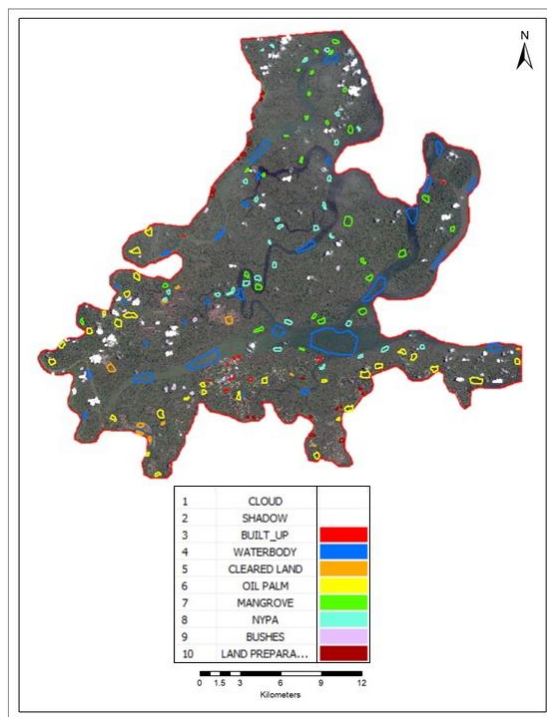 N
1 CLOUD
2 SHADOW
3 BUILT_UP
4 WATERBODY
5 CLEARED LAND
6 OIL PALM
7 MANGROVE
8 NYPA
9 BUSHES
10 LAND PREPARA...
0 1.5 3 6 9 12
Kilometers